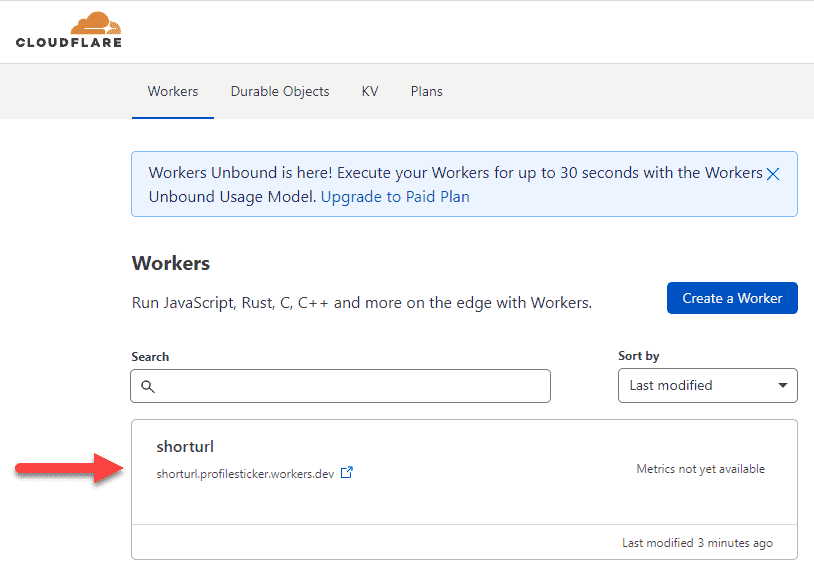 CLOUDFLARE
Workers Durable Objects KV Plans
Workers Unbound is here! Execute your Workers for up to 30 seconds with the Workers
Unbound Usage Model. Upgrade to Paid Plan
Workers
Run JavaScript, Rust, C, C++ and more on the edge with Workers.
Create a Worker
Search
Sort by
Last modified
shorturl
shorturl.profilesticker.workers.dev
Metrics not yet available
Last modified 3 minutes ago